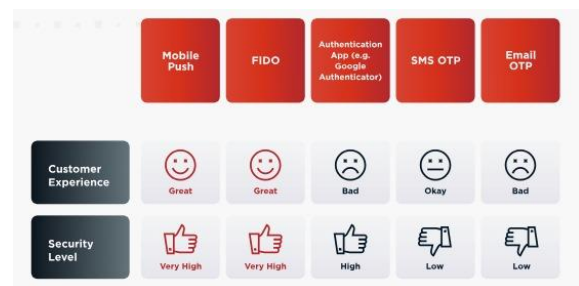 Mobile
Push
FIDO
Authentication
App (e.g.
Google
Authenticator)
SMS OTP
Email
OTP
Customer
Experience
Great
Great
Bad
Okay
Bad
Security
Level
Very High
Very High
High
Low
Low